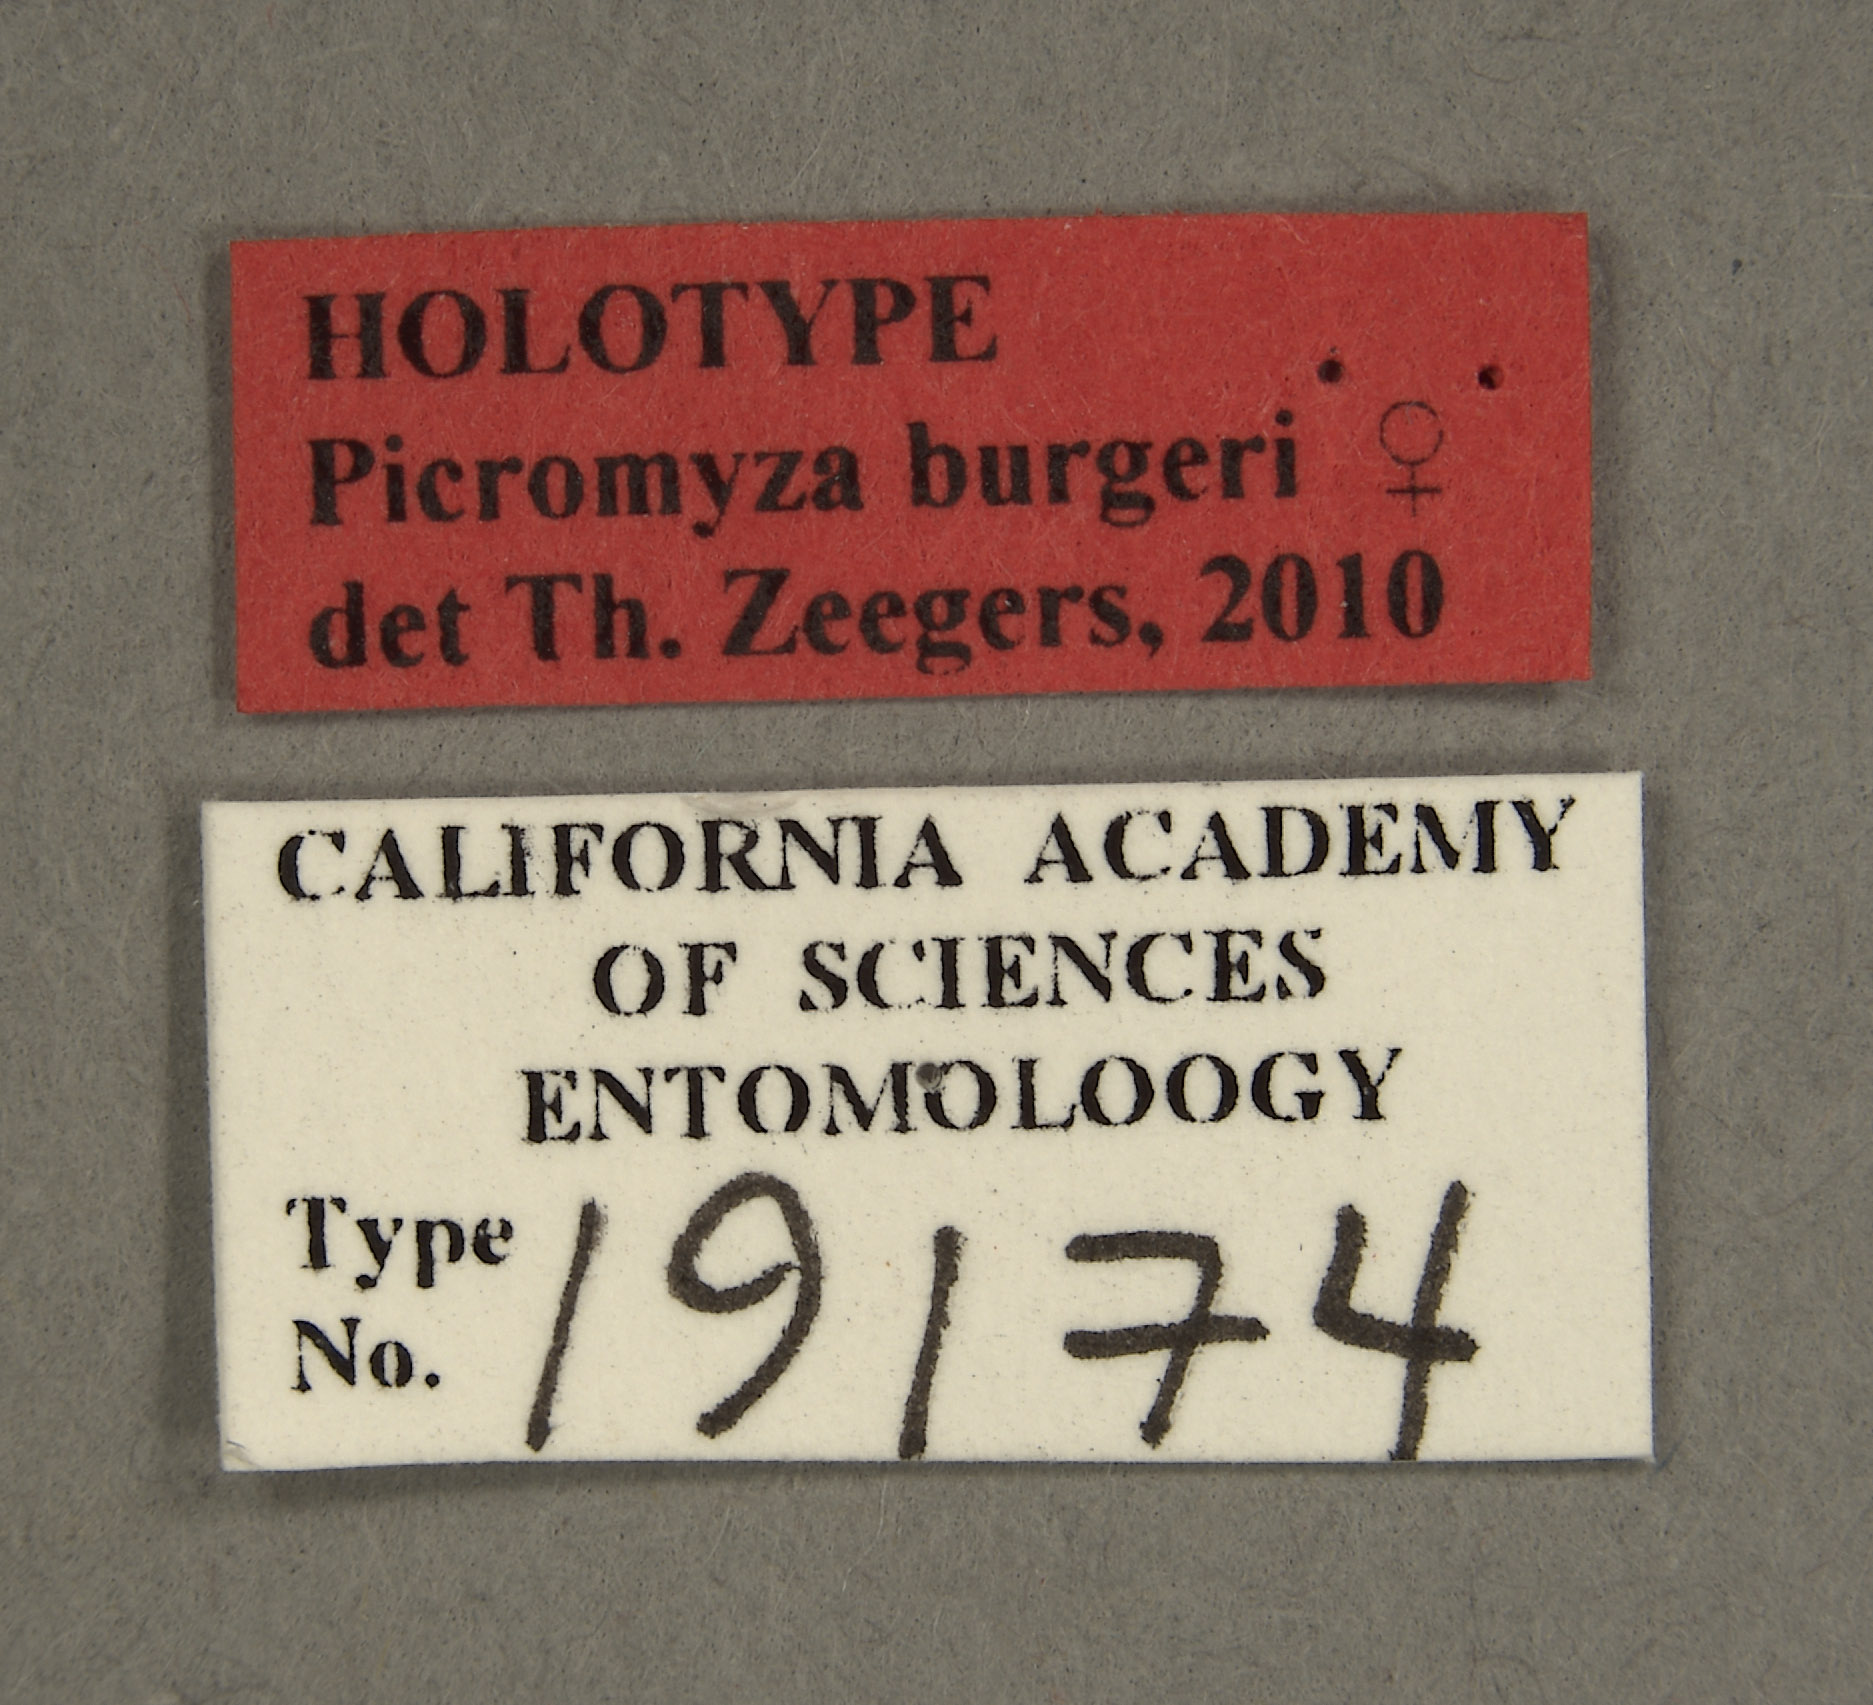 HOLOTYPE
Picromyza burgeri ♀
det Th. Zeegers, 2010
CALIFORNIA ACADEMY
OF SCIENCES
ENTOMOLOOGY
Type
No. 19174